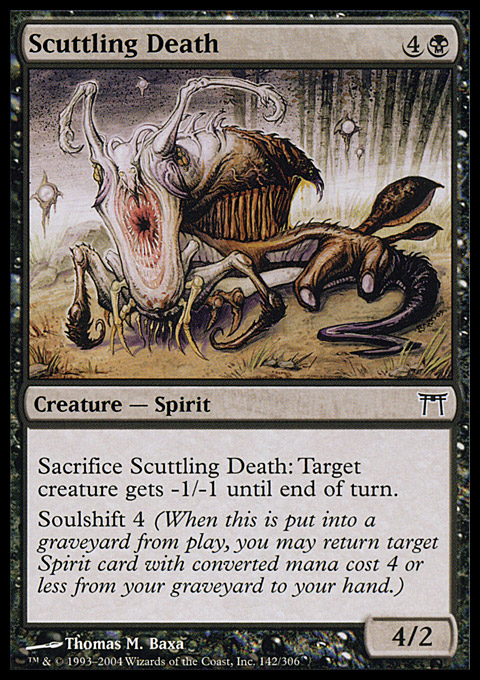 Scuttling Death 4
Creature — Spirit
Sacrifice Scuttling Death: Target
creature gets -1/-1 until end of turn.
Soulshift 4 (When this is put into a
graveyard from play, you may return target
Spirit card with converted mana cost 4 or
less from your graveyard to your hand.)
Thomas M. Baxa
4/2
™ & © 1993–2004 Wizards of the Coast, Inc. 142/306